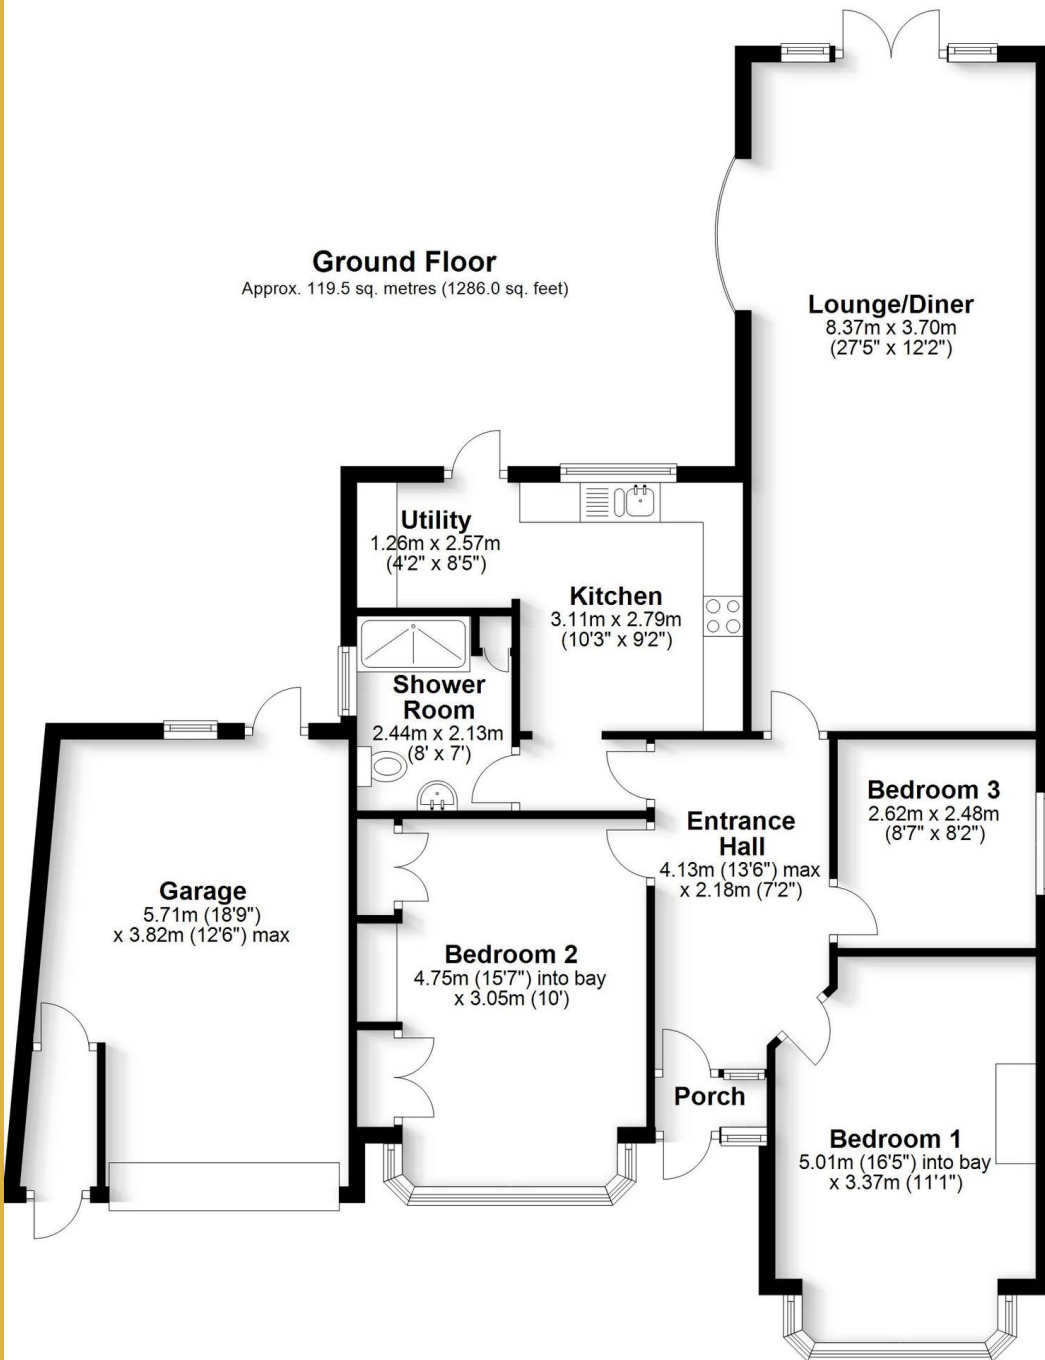 Ground Floor
Approx. 119.5 sq. metres (1286.0 sq. feet)
Lounge/Diner
8.37m x 3.70m
(27'5" x 12'2")
Utility
1.26m x 2.57m
(4'2" x 8'5")
Kitchen
3.11m x 2.79m
(10'3" x 9'2")
Shower
Room
2.44m x 2.13m
(8' x 7')
Bedroom 3
2.62m x 2.48m
(8'7" x 8'2")
Entrance
Hall
4.13m (13'6") max
x 2.18m (7'2")
Garage
5.71m (18'9")
x 3.82m (12'6") max
Bedroom 2
4.75m (15'7") into bay
x 3.05m (10')
Porch
Bedroom 1
5.01m (16'5") into bay
x 3.37m (11'1")